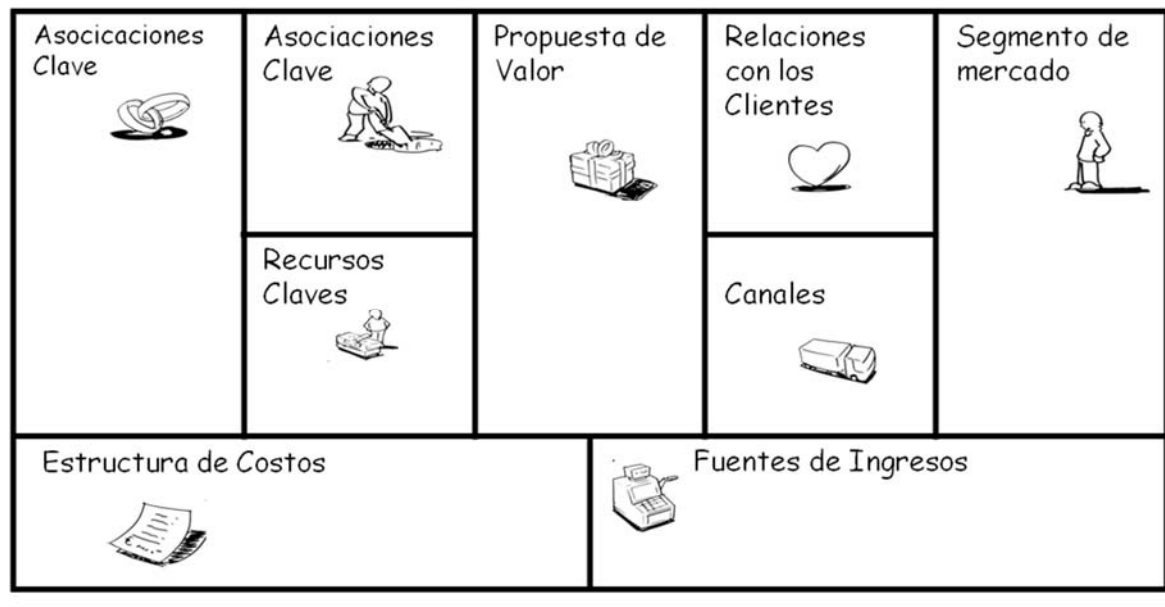 Asocicaciones
Clave
Asociaciones
Clave
Propuesta de
Valor
Relaciones
con los
Clientes
Segmento de
mercado
Recursos
Claves
Canales
Estructura de Costos
Fuentes de Ingresos